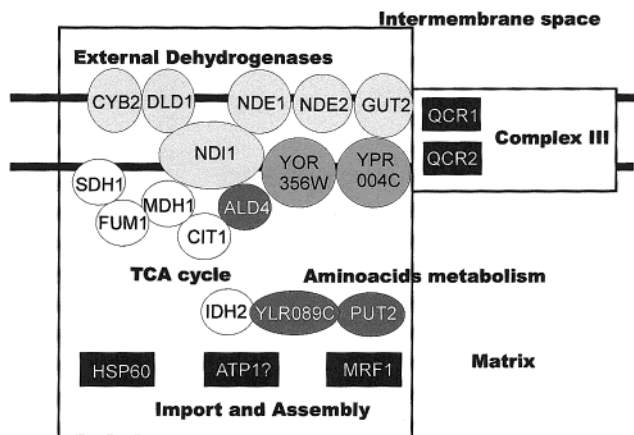 Intermembrane space
External Dehydrogenases
CYB2 DLD1 NDE1 NDE2 GUT2
QCR1
Complex III
QCR2
NDI1
YOR
356W
YPR
004C
SDH1
MDH1
ALD4
FUM1
CIT1
TCA cycle
Aminoacids metabolism
IDH2 YLR089C PUT2
HSP60 ATP1? MRF1
Matrix
Import and Assembly